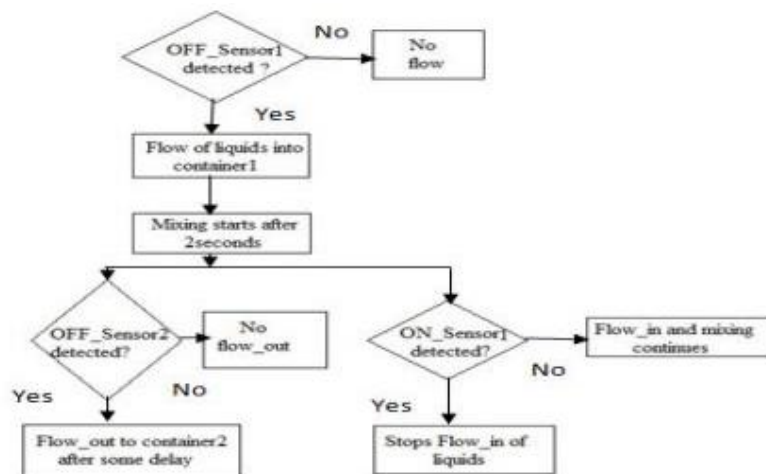 OFF_Sensor1
detected ?
No
No
flow
Yes
Flow of liquids into
container1
Mixing starts after
2seconds
OFF_Sensor2
detected?
No
flow_out
Yes
No
Flow_out to container2
after some delay
ON_Sensor1
detected?
Flow_in and mixing
continues
No
Yes
Stops Flow_in of
liquids